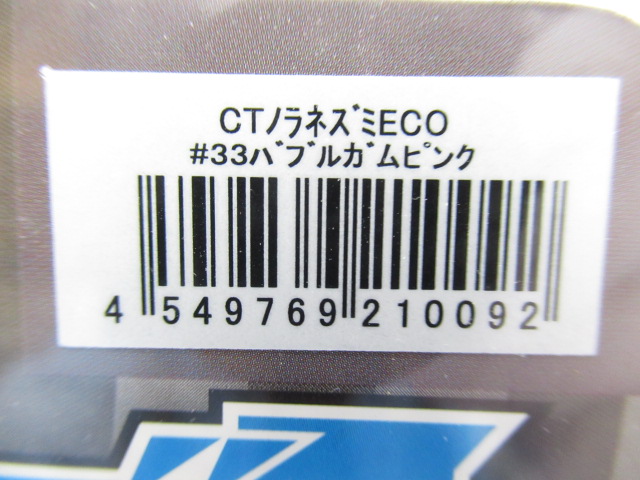 CTﾉﾗﾈｽﾞﾐECO
#33ﾊﾞﾌﾞﾙｶﾞﾑﾋﾟﾝｸ
4 549769 210092